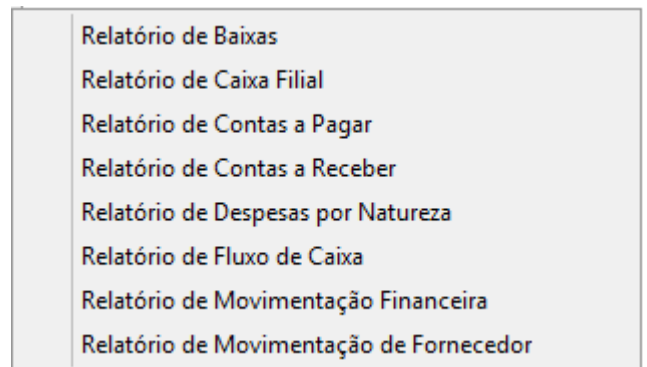 Relatório de Baixas
Relatório de Caixa Filial
Relatório de Contas a Pagar
Relatório de Contas a Receber
Relatório de Despesas por Natureza
Relatório de Fluxo de Caixa
Relatório de Movimentação Financeira
Relatório de Movimentação de Fornecedor